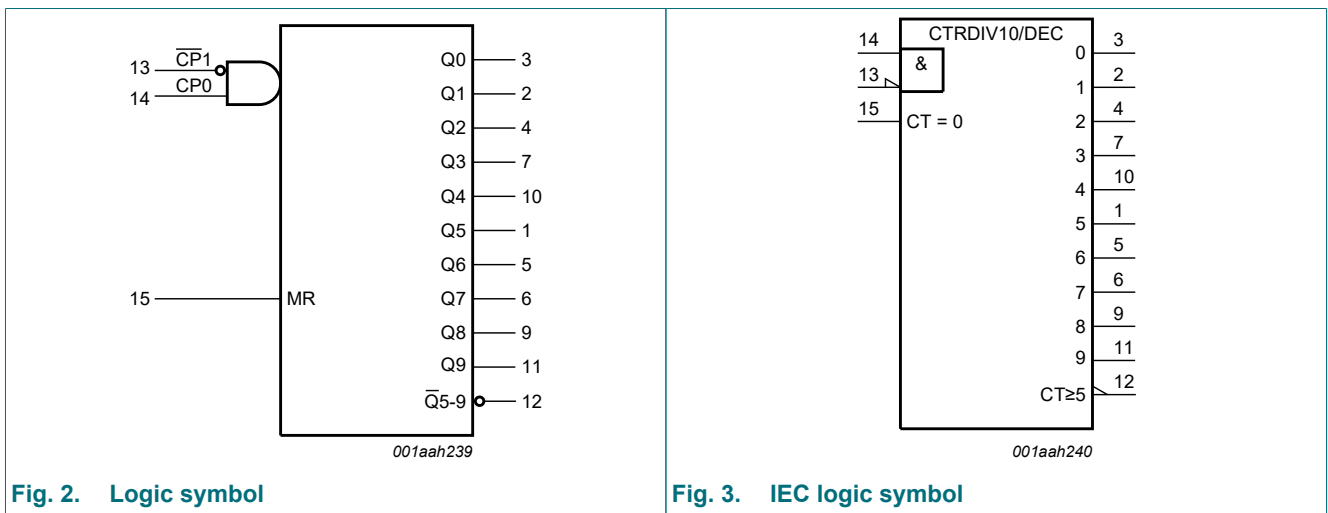 13 C̅P̅1 Q0 3
14 CP0 Q1 2
Q2 4
Q3 7
Q4 10
Q5 1
Q6 5
15 MR Q7 6
Q8 9
Q9 11
Q̅5-9 12
001aah239
Fig. 2. Logic symbol
CTRDIV10/DEC
14 & 0 3
13 1 2
15 CT = 0 2 4
3 7
4 10
5 1
6 5
7 6
8 9
9 11
CT≥5 12
001aah240
Fig. 3. IEC logic symbol